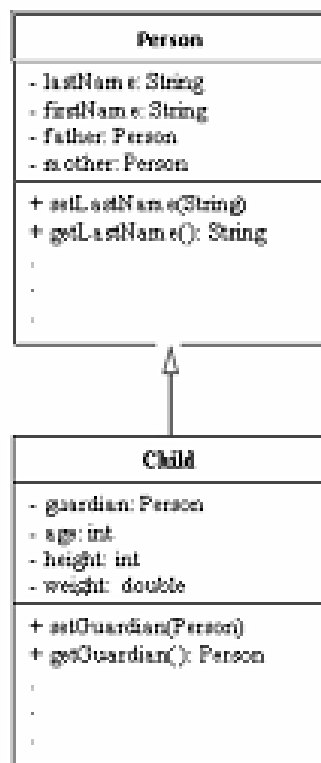 Person
- lastName: String
- firstName: String
- father: Person
- mother: Person
+ setLastName(String)
+ getLastName(): String
.
.
.
Child
- guardian: Person
- age: int
- height: int
- weight: double
+ setGuardian(Person)
+ getGuardian(): Person
.
.
.